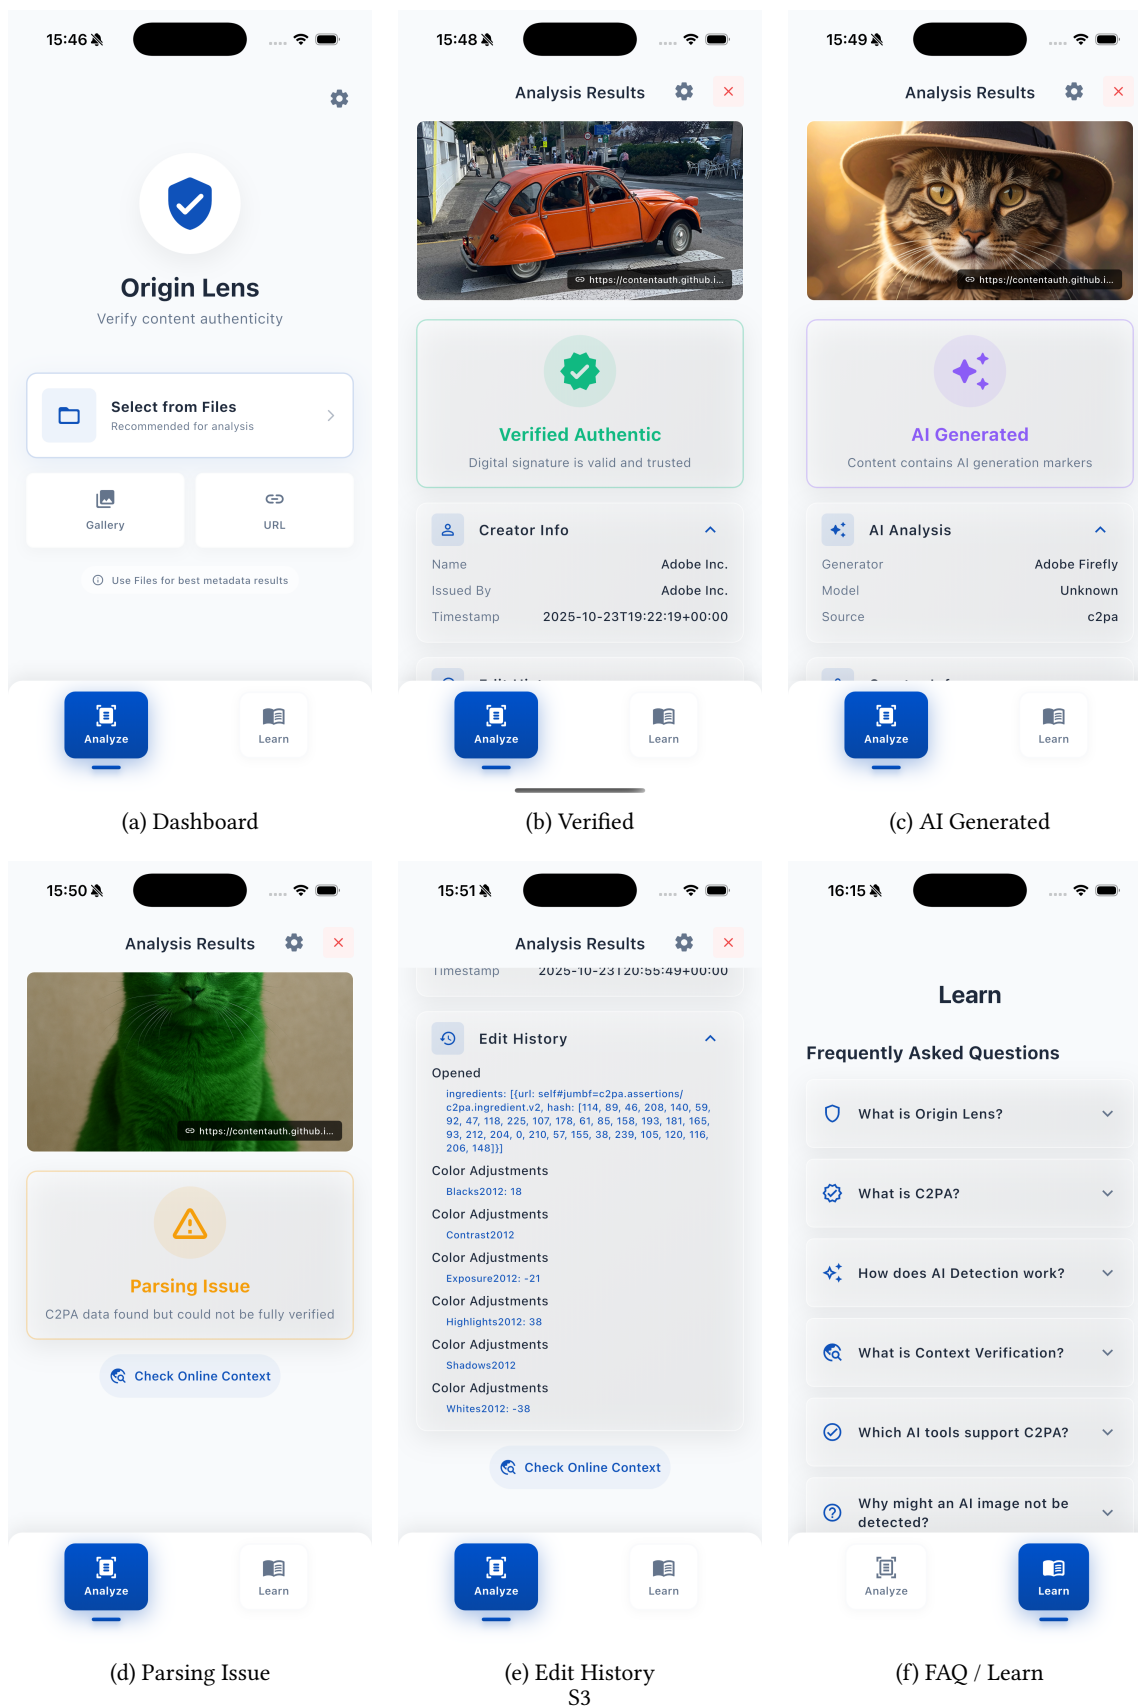 15:46
Origin Lens
Verify content authenticity
Select from Files
Recommended for analysis
Gallery
URL
Use Files for best metadata results
Analyze
Learn
(a) Dashboard
15:48
Analysis Results
https://contentauth.github.i...
Verified Authentic
Digital signature is valid and trusted
Creator Info
Name Adobe Inc.
Issued By Adobe Inc.
Timestamp 2025-10-23T19:22:19+00:00
Analyze
Learn
(b) Verified
15:49
Analysis Results
https://contentauth.github.i...
AI Generated
Content contains AI generation markers
AI Analysis
Generator Adobe Firefly
Model Unknown
Source c2pa
Analyze
Learn
(c) AI Generated
15:50
Analysis Results
https://contentauth.github.i...
Parsing Issue
C2PA data found but could not be fully verified
Check Online Context
Analyze
Learn
(d) Parsing Issue
15:51
Analysis Results
Timestamp 2025-10-23T20:55:49+00:00
Edit History
Opened
ingredients: [{url: self#jumbf=c2pa.assertions/
c2pa.ingredient.v2, hash: [114, 89, 46, 208, 140, 59,
92, 47, 118, 225, 107, 178, 61, 85, 158, 193, 181, 165,
93, 212, 204, 0, 210, 57, 155, 38, 239, 105, 120, 116,
206, 148]}]
Color Adjustments
Blacks2012: 18
Color Adjustments
Contrast2012
Color Adjustments
Exposure2012: -21
Color Adjustments
Highlights2012: 38
Color Adjustments
Shadows2012
Color Adjustments
Whites2012: -38
Check Online Context
Analyze
Learn
(e) Edit History
16:15
Learn
Frequently Asked Questions
What is Origin Lens?
What is C2PA?
How does AI Detection work?
What is Context Verification?
Which AI tools support C2PA?
Why might an AI image not be
detected?
Analyze
Learn
(f) FAQ / Learn
S3